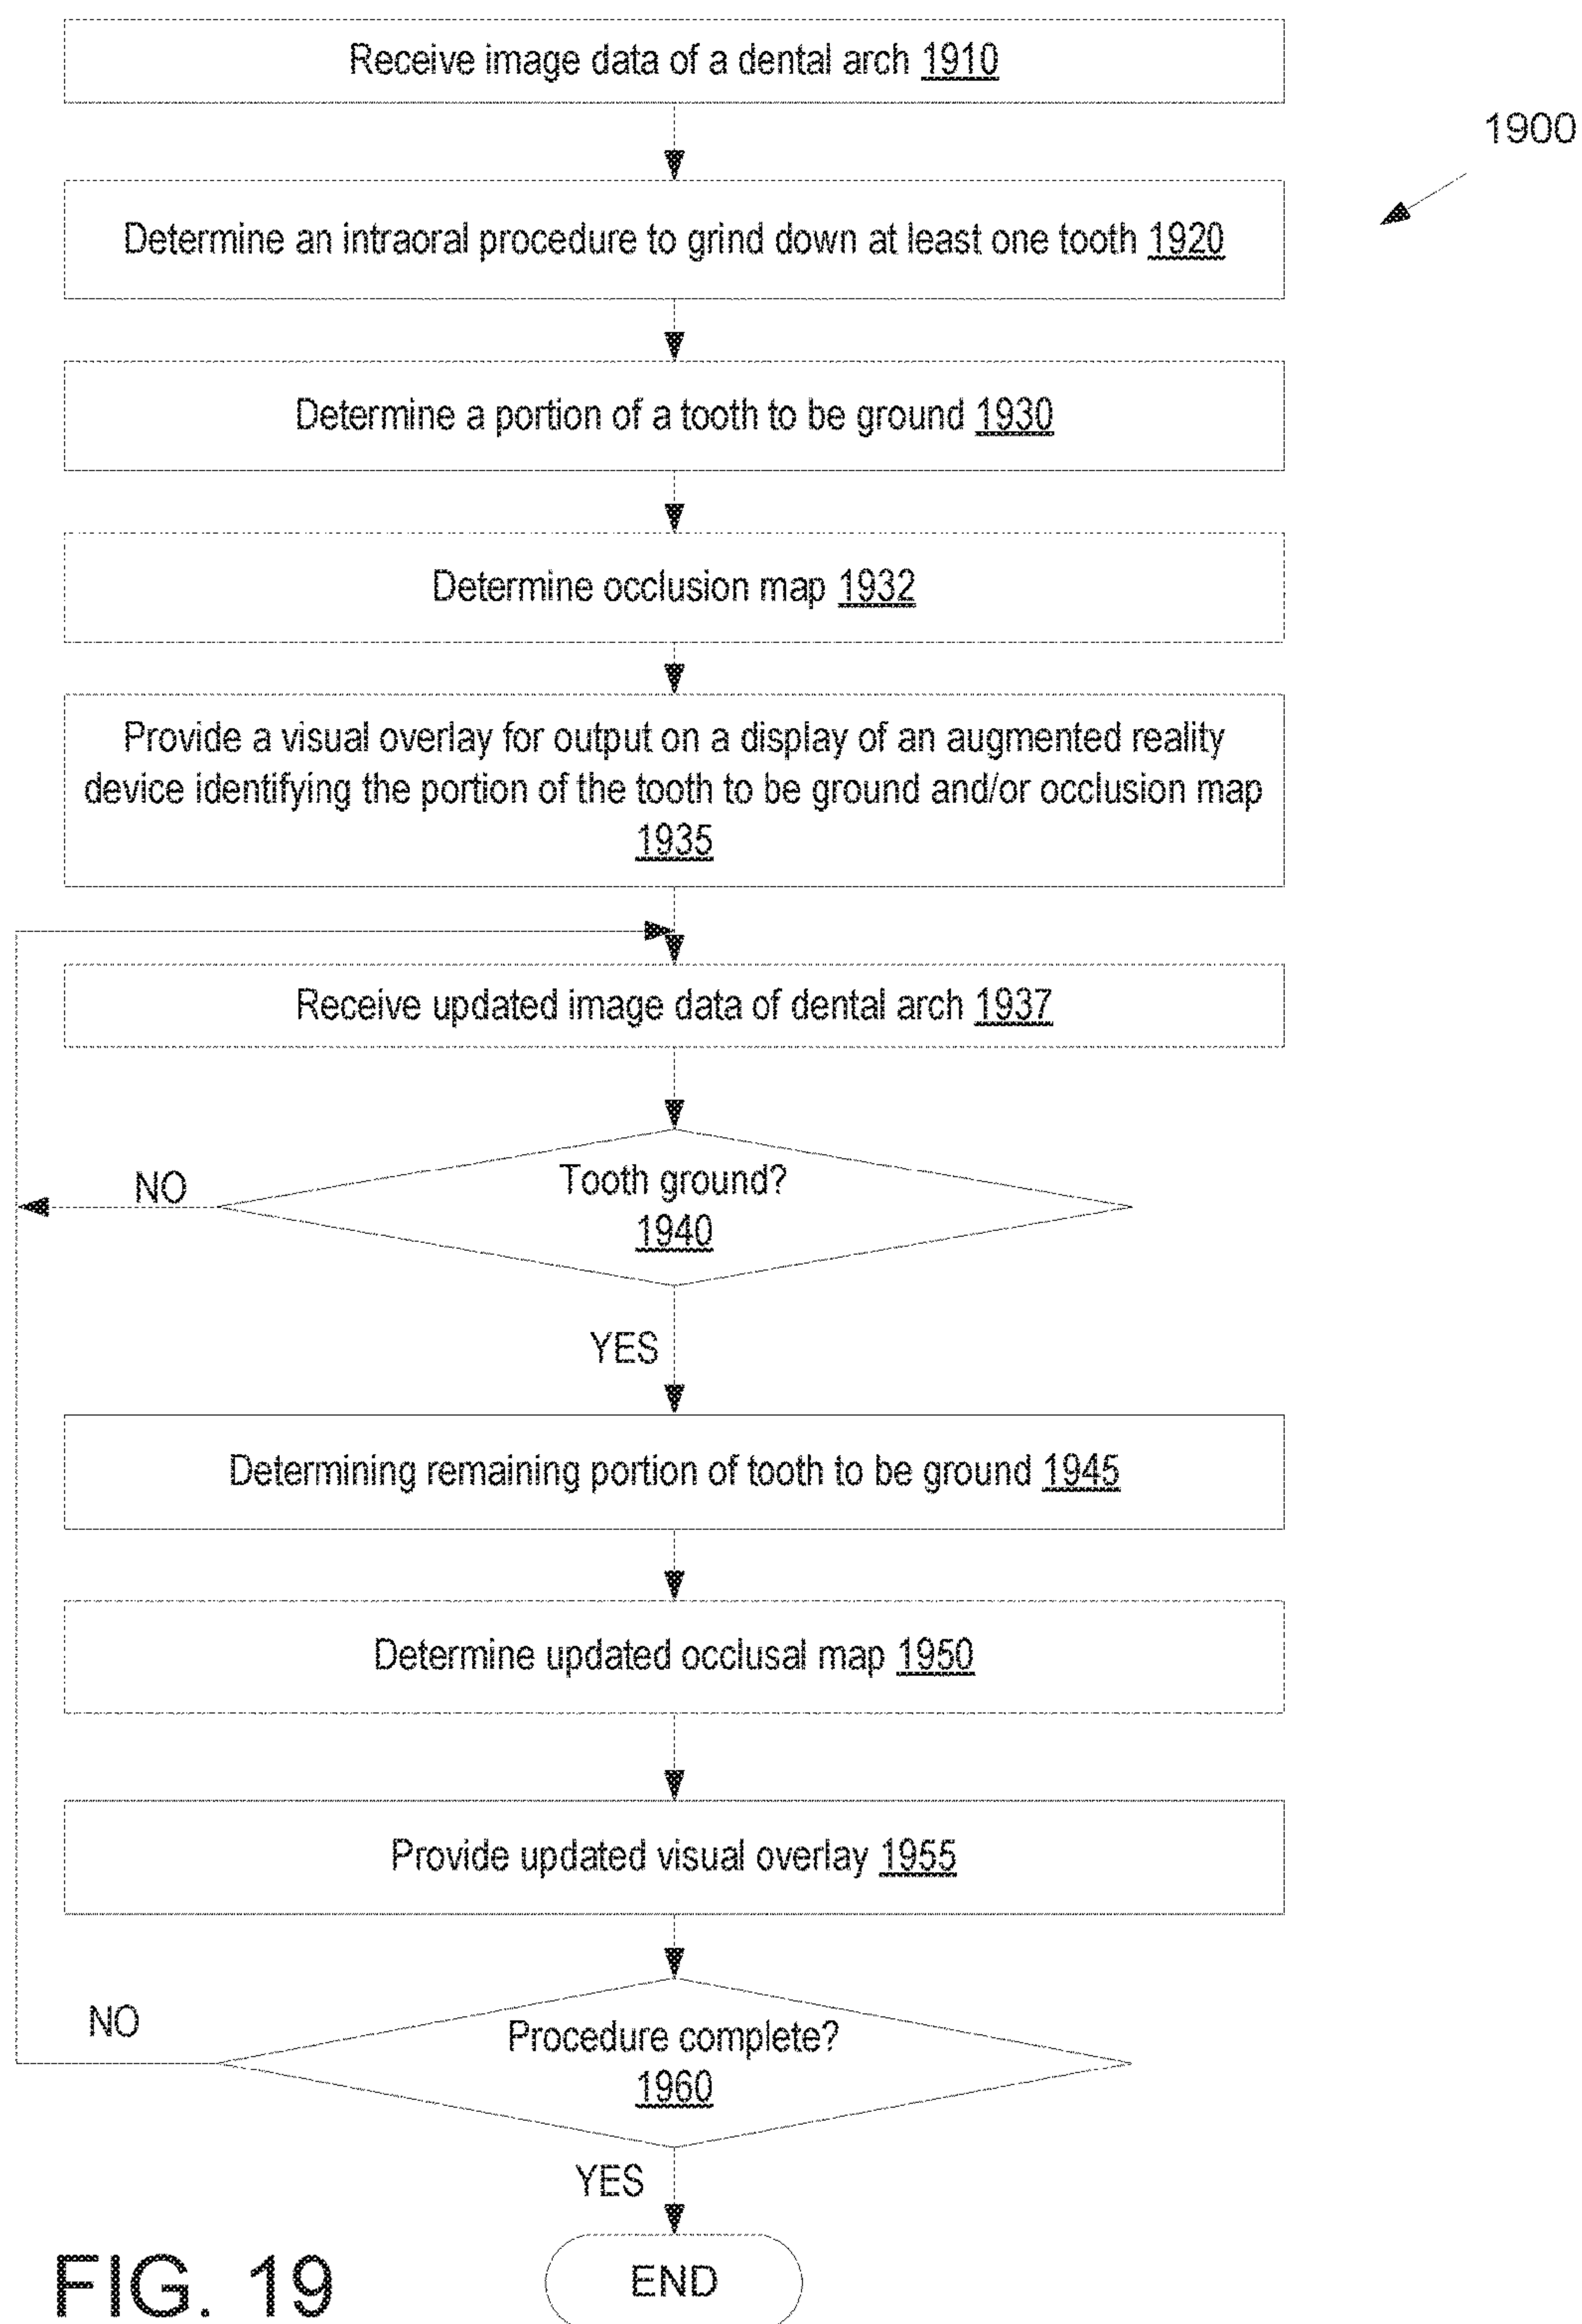 Receive image data of a dental arch 1910
1900
Determine an intraoral procedure to grind down at least one tooth 1920
Determine a portion of a tooth to be ground 1930
Determine occlusion map 1932
Provide a visual overlay for output on a display of an augmented reality
device identifying the portion of the tooth to be ground and/or occlusion map
1935
Receive updated image data of dental arch 1937
Tooth ground?
1940
NO
YES
Determining remaining portion of tooth to be ground 1945
Determine updated occlusal map 1950
Provide updated visual overlay 1955
Procedure complete?
1960
NO
YES
END
FIG. 19